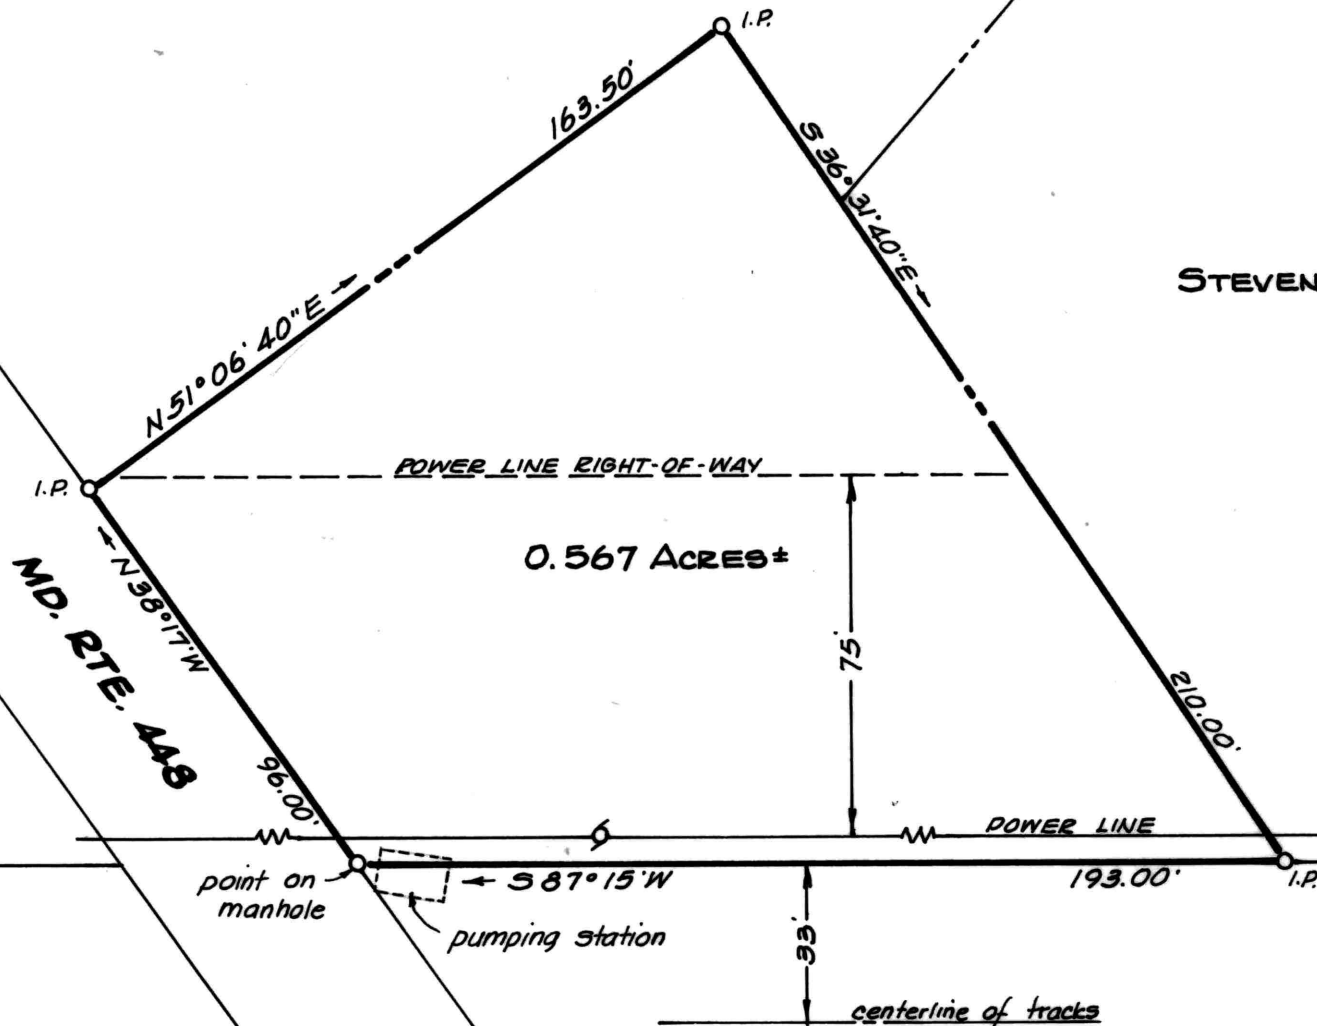 I.P.
163.50'
S 36° 31' 40" E
STEVEN
N 51° 06' 40" E
POWER LINE RIGHT-OF-WAY
I.P.
0.567 ACRES±
N 38° 17' W
MD. RTE. 448
75'
210.00'
96.00'
POWER LINE
point on
manhole
S 87° 15' W
193.00'
I.P.
pumping station
33'
centerline of tracks